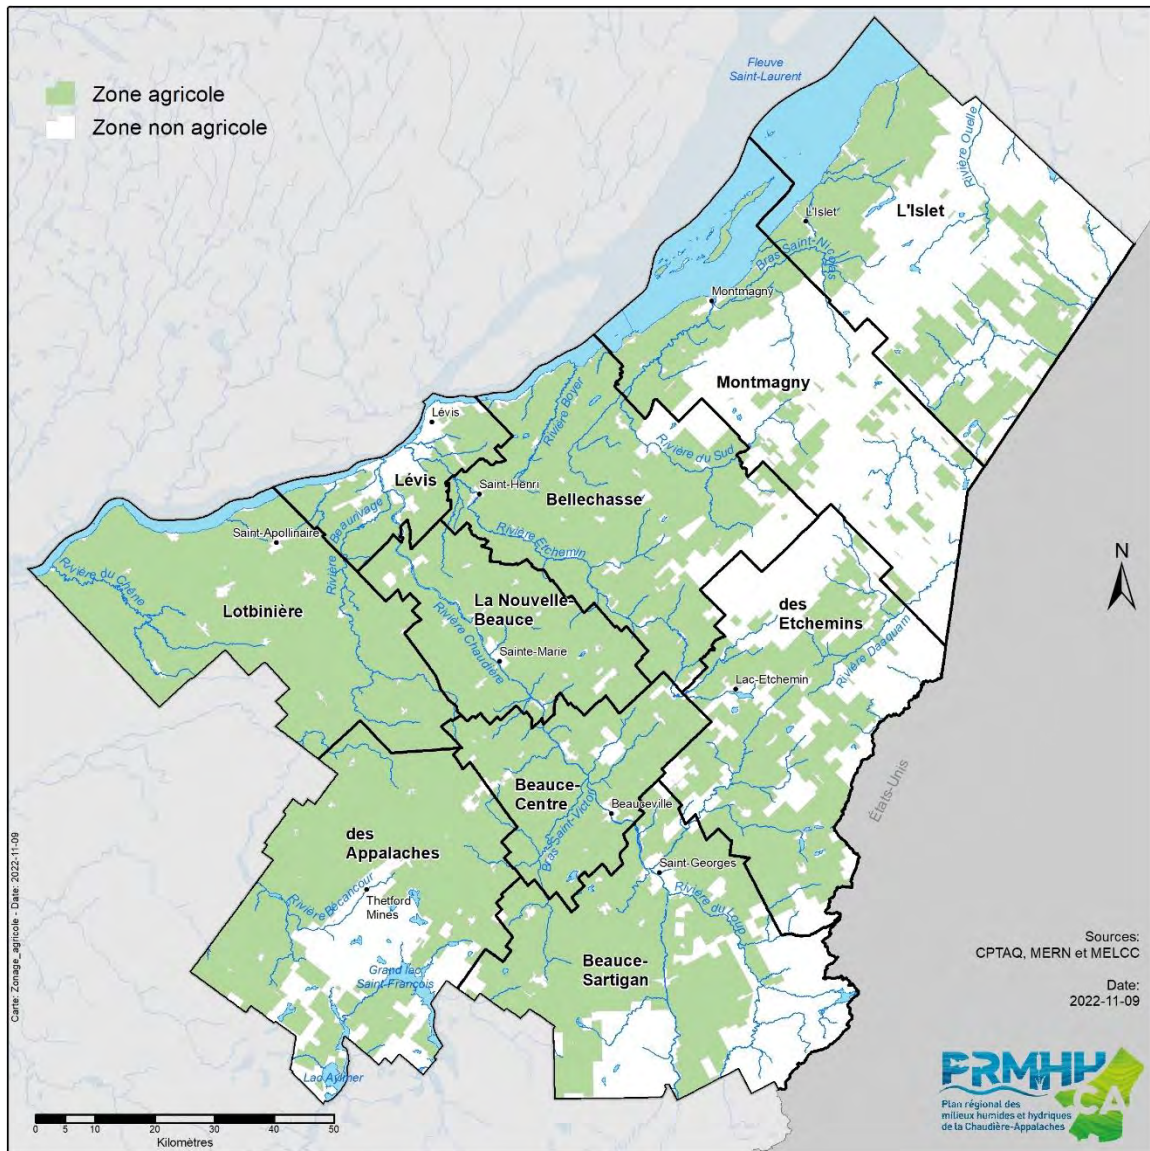 Zone agricole
Zone non agricole
Fleuve
Saint-Laurent
Rivière Ouelle
L'Islet
L'Islet
Bras Saint-Nicolas
Montmagny
Montmagny
Rivière Boyer
Lévis
Lévis
Rivière du Sud
Saint-Henri
Bellechasse
Rivière Beaurivage
Saint-Apollinaire
Rivière Etchemin
Rivière du Chêne
Lotbinière
La Nouvelle-
Beauce
des
Etchemins
Rivière Chaudière
Sainte-Marie
Rivière Daaquam
Lac-Etchemin
N
Beauce-
Centre
Bras Saint-Victor
Beauceville
États-Unis
des
Appalaches
Saint-Georges
Rivière Bécancour
Thetford
Mines
Rivière du Loup
Beauce-
Sartigan
Grand lac
Saint-François
Lac Aylmer
Carte: Zonage_agricole - Date: 2022-11-09
Sources:
CPTAQ, MERN et MELCC
Date:
2022-11-09
PRMHH
CA
Plan régional des
milieux humides et hydriques
de la Chaudière-Appalaches
0 5 10 20 30 40 50
Kilomètres